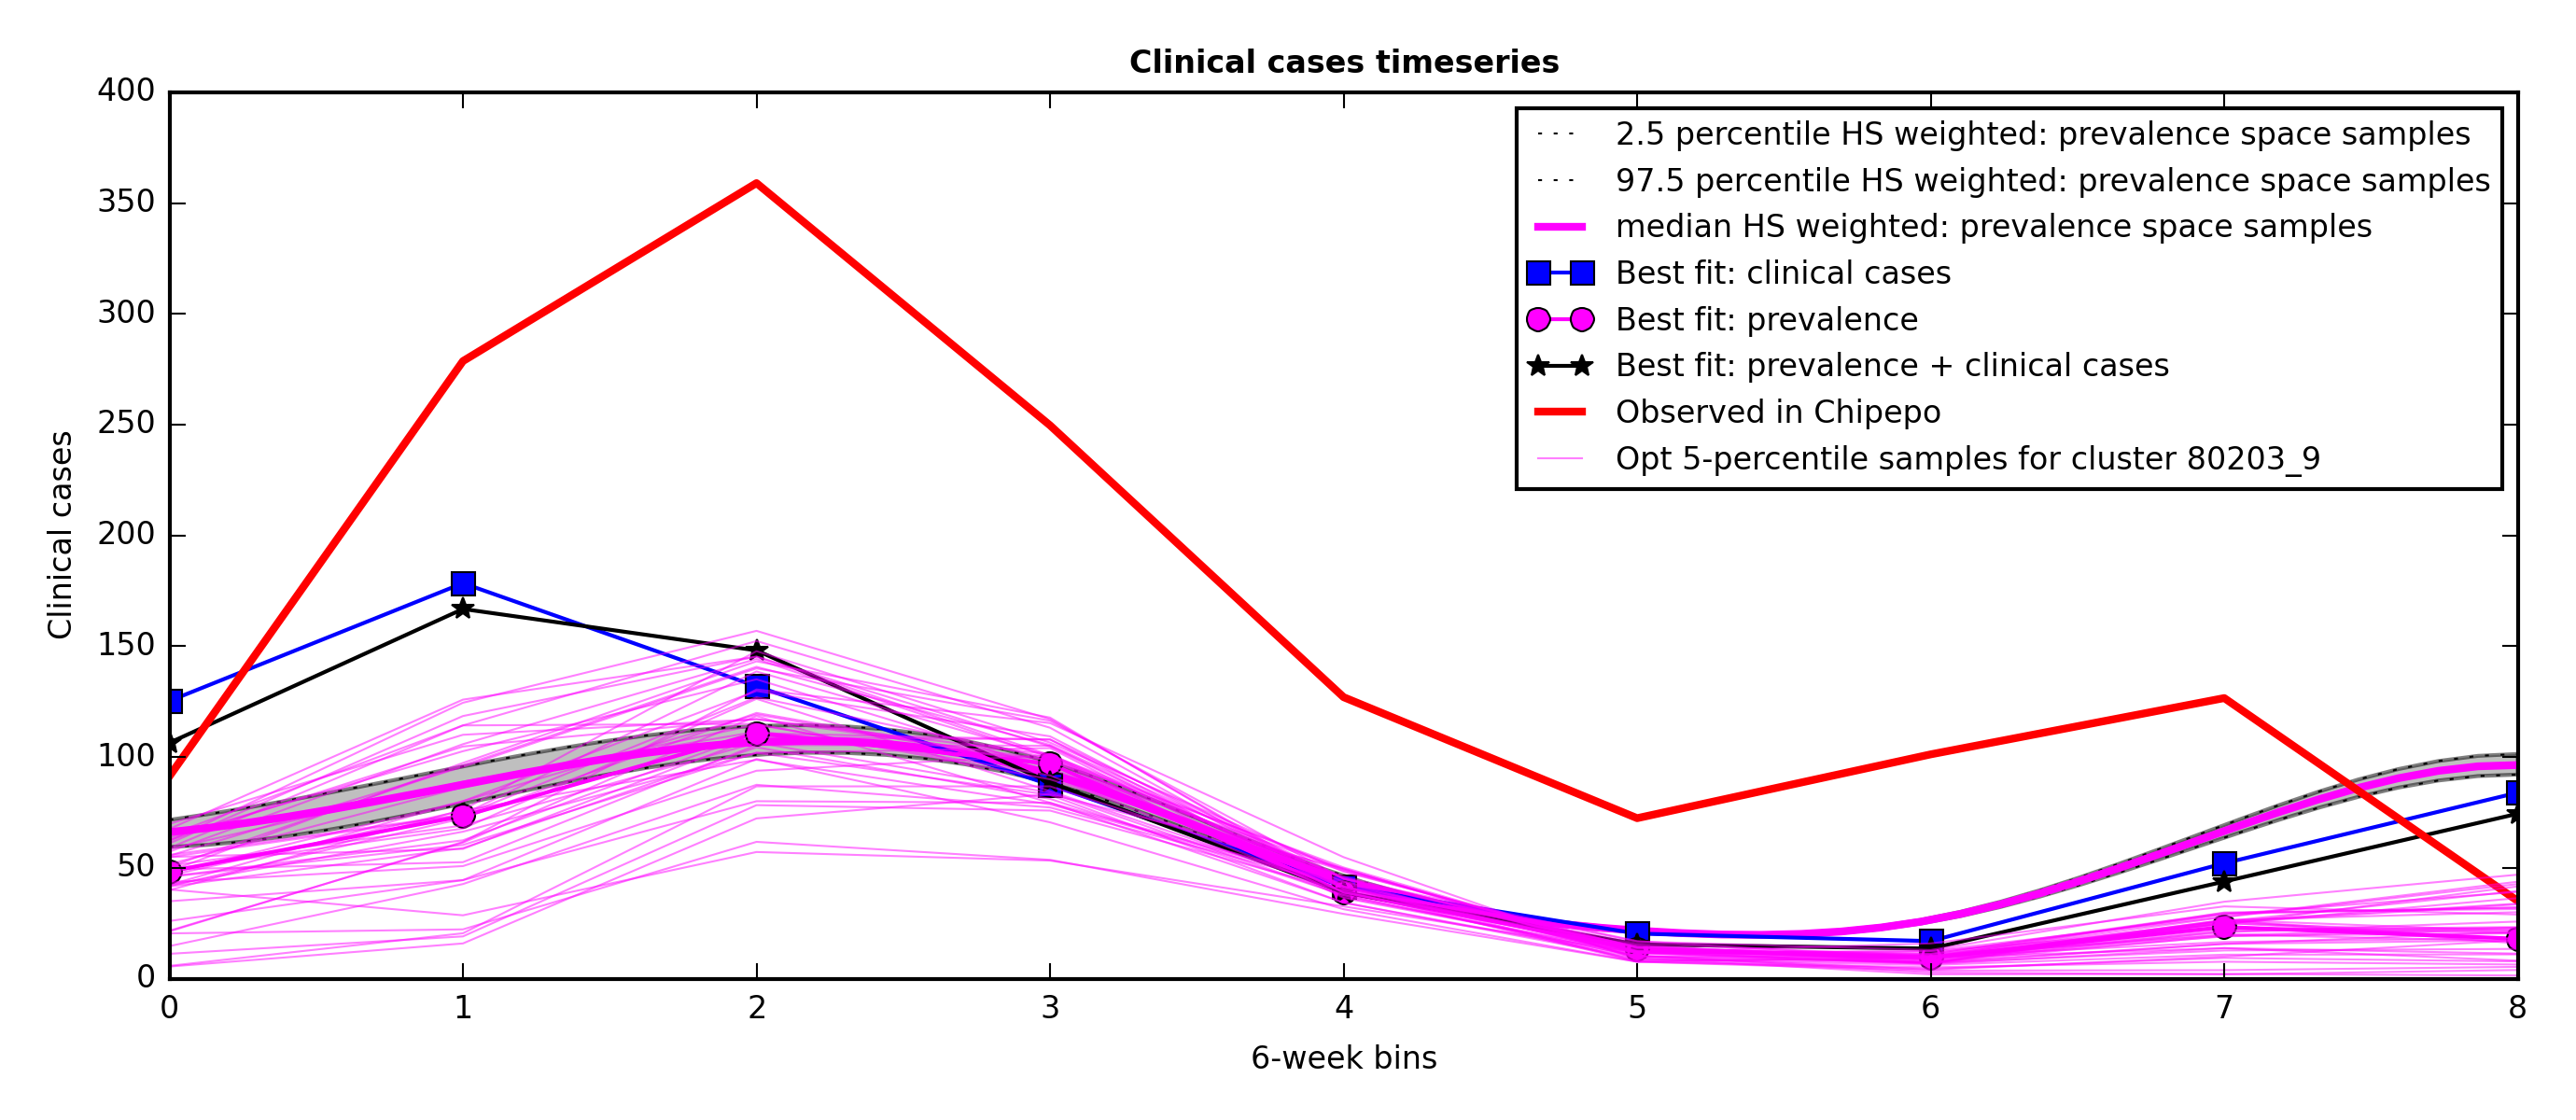 Clinical cases timeseries
400
350
300
250
200
150
100
50
0
Clinical cases
2.5 percentile HS weighted: prevalence space samples
97.5 percentile HS weighted: prevalence space samples
median HS weighted: prevalence space samples
Best fit: clinical cases
Best fit: prevalence
Best fit: prevalence + clinical cases
Observed in Chipepo
Opt 5-percentile samples for cluster 80203_9
0 1 2 3 4 5 6 7 8
6-week bins